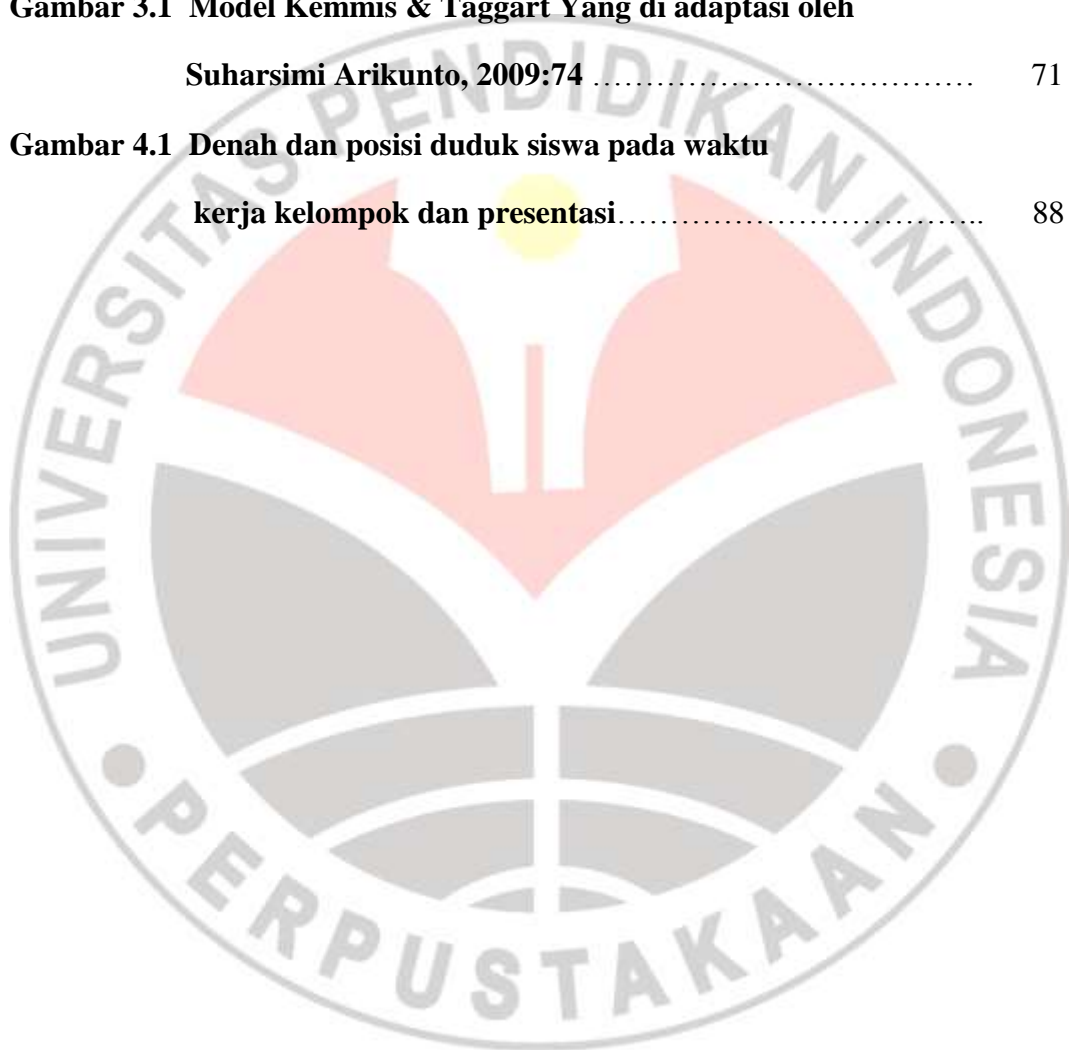 Gambar 3.1 Model Kemmis & Taggart Yang di adaptasi oleh
Suharsimi Arikunto, 2009:74 ………………………………… 71
Gambar 4.1 Denah dan posisi duduk siswa pada waktu
kerja kelompok dan presentasi…………………………….. 88
UNIVERSITAS PENDIDIKAN INDONESIA
PERPUSTAKAAN